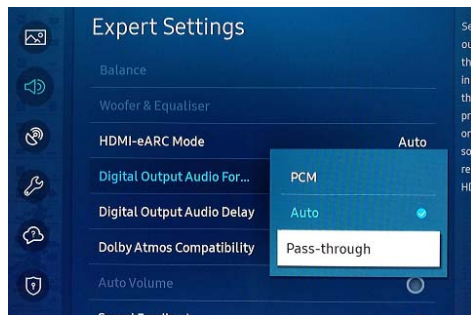 Expert Settings
Balance
Woofer & Equaliser
HDMI-eARC Mode Auto
Digital Output Audio For...
PCM
Auto
Pass-through
Digital Output Audio Delay
Dolby Atmos Compatibility
Auto Volume